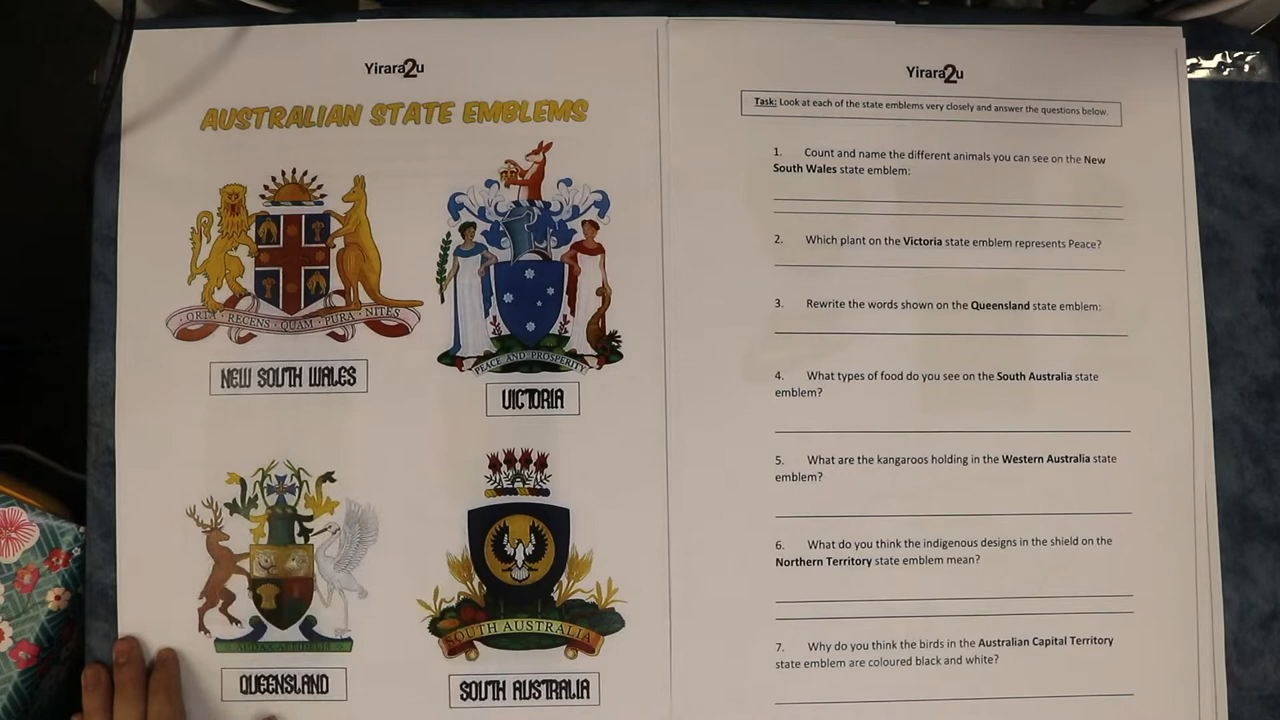 Yirara2u
AUSTRALIAN STATE EMBLEMS
ORTA · RECENS · QUAM · PURA · NITES
NEW SOUTH WALES
PEACE AND PROSPERITY
VICTORIA
QUEENSLAND
SOUTH AUSTRALIA
SOUTH AUSTRALIA
Yirara2u
Task: Look at each of the state emblems very closely and answer the questions below.
1. Count and name the different animals you can see on the New
South Wales state emblem:
2. Which plant on the Victoria state emblem represents Peace?
3. Rewrite the words shown on the Queensland state emblem:
4. What types of food do you see on the South Australia state
emblem?
5. What are the kangaroos holding in the Western Australia state
emblem?
6. What do you think the indigenous designs in the shield on the
Northern Territory state emblem mean?
7. Why do you think the birds in the Australian Capital Territory
state emblem are coloured black and white?